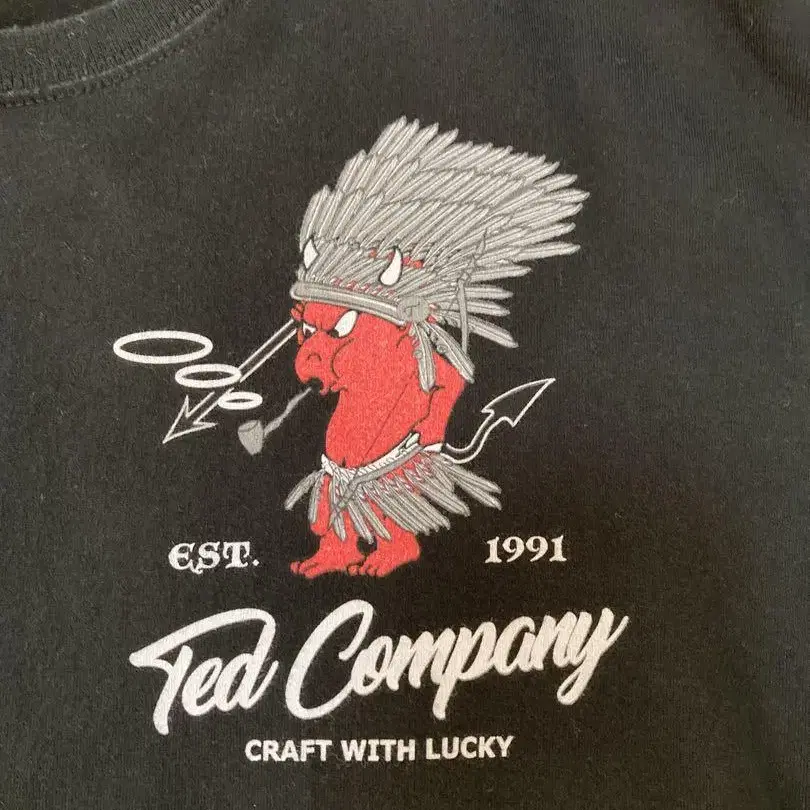 EST. 1991
Ted Company
CRAFT WITH LUCKY